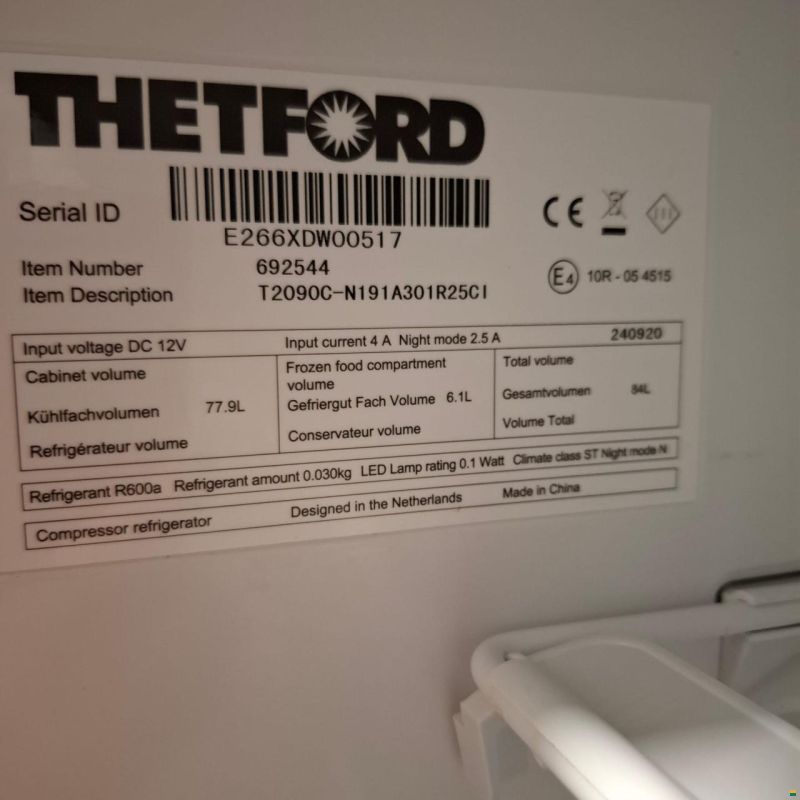 THETFORD
Serial ID
E266XDW00517
Item Number 692544
Item Description T2090C-N191A301R25CI
CE
E4 10R - 05 4515
Input voltage DC 12V Input current 4 A Night mode 2.5 A 240920
Cabinet volume
Kühlfachvolumen 77.9L
Refrigérateur volume
Frozen food compartment
volume
Gefriergut Fach Volume 6.1L
Conservateur volume
Total volume
Gesamtvolumen 84L
Volume Total
Refrigerant R600a Refrigerant amount 0.030kg LED Lamp rating 0.1 Watt Climate class ST Night mode N
Compressor refrigerator Designed in the Netherlands Made in China